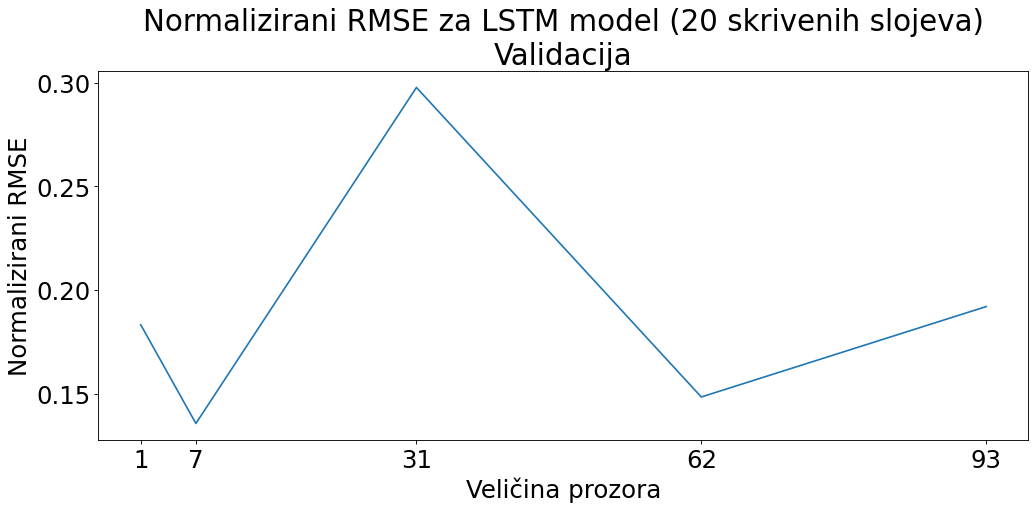 Normalizirani RMSE za LSTM model (20 skrivenih slojeva)
Validacija
Normalizirani RMSE
0.30
0.25
0.20
0.15
1 7 31 62 93
Veličina prozora